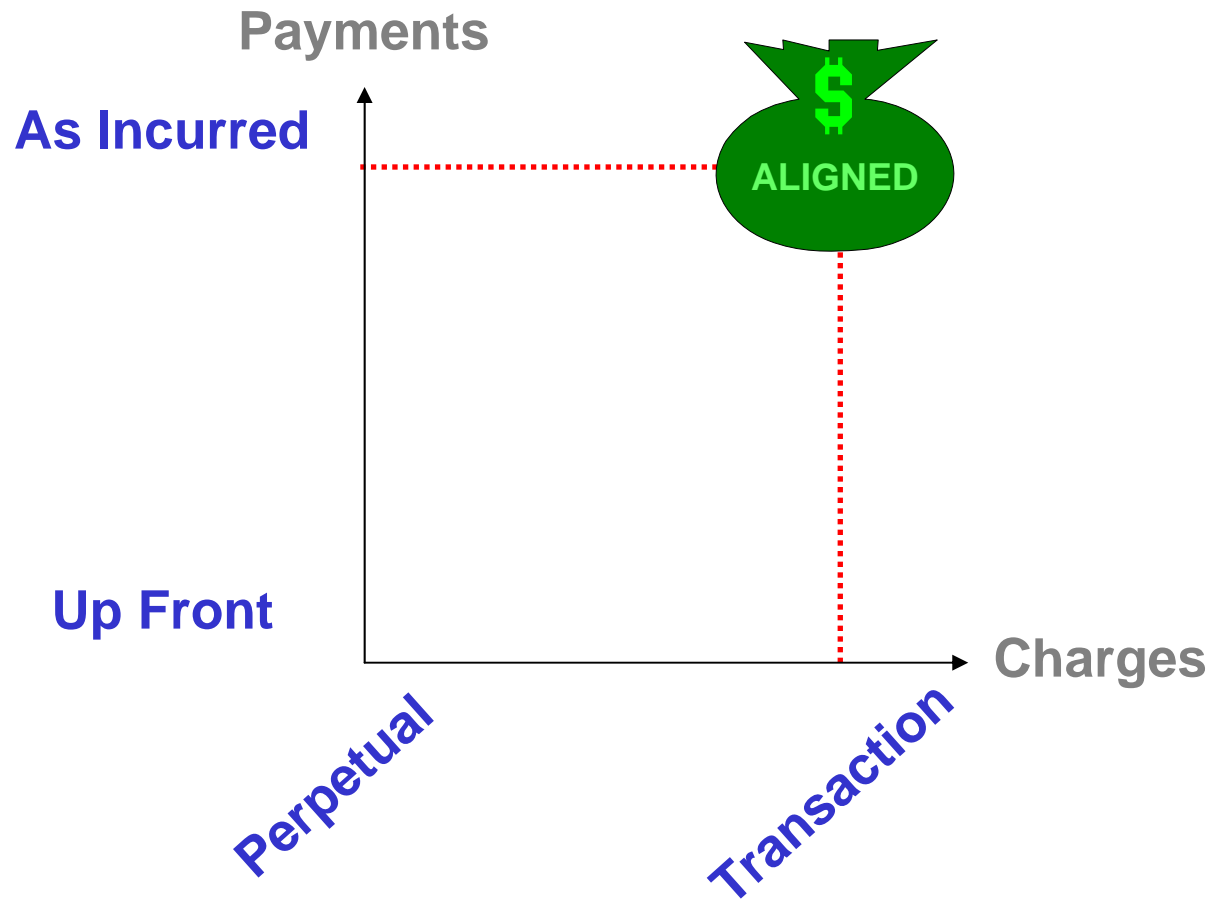 Payments
As Incurred
$
ALIGNED
Up Front
Charges
Perpetual
Transaction